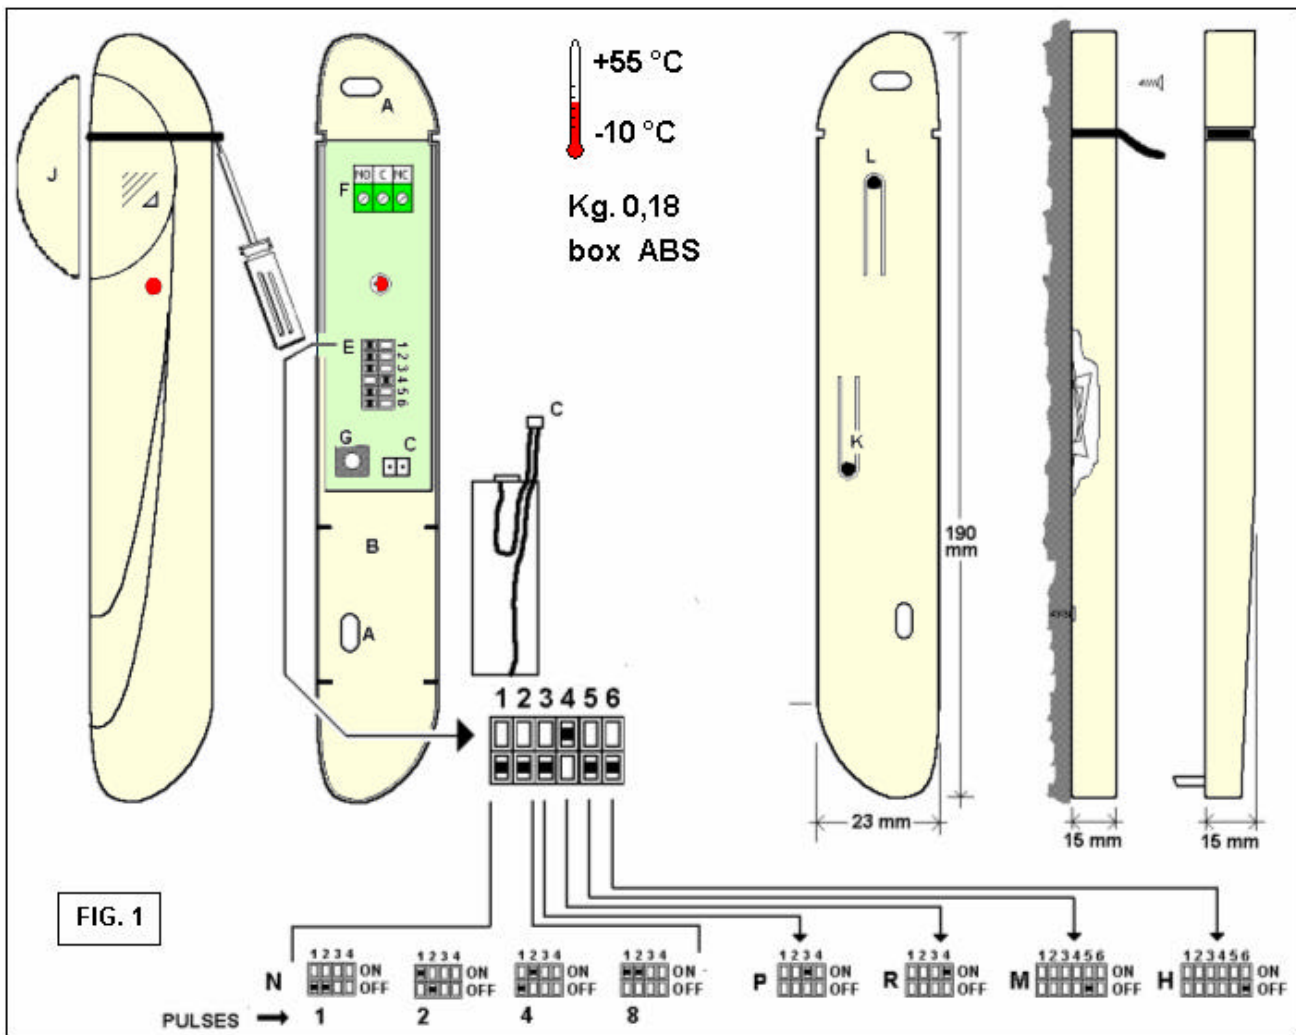 +55 °C
-10 °C
Kg. 0,18
box ABS
A
J
F
NO C NC
E
1 2 3 4 5 6
G
C
C
B
A
L
K
190
mm
1 2 3 4 5 6
23 mm
15 mm
15 mm
FIG. 1
N
1 2 3 4
ON
OFF
1 2 3 4
ON
OFF
1 2 3 4
ON
OFF
1 2 3 4
ON
OFF
P
1 2 3 4
ON
OFF
R
1 2 3 4
ON
OFF
M
1 2 3 4 5 6
ON
OFF
H
1 2 3 4 5 6
ON
OFF
PULSES
1
2
4
8